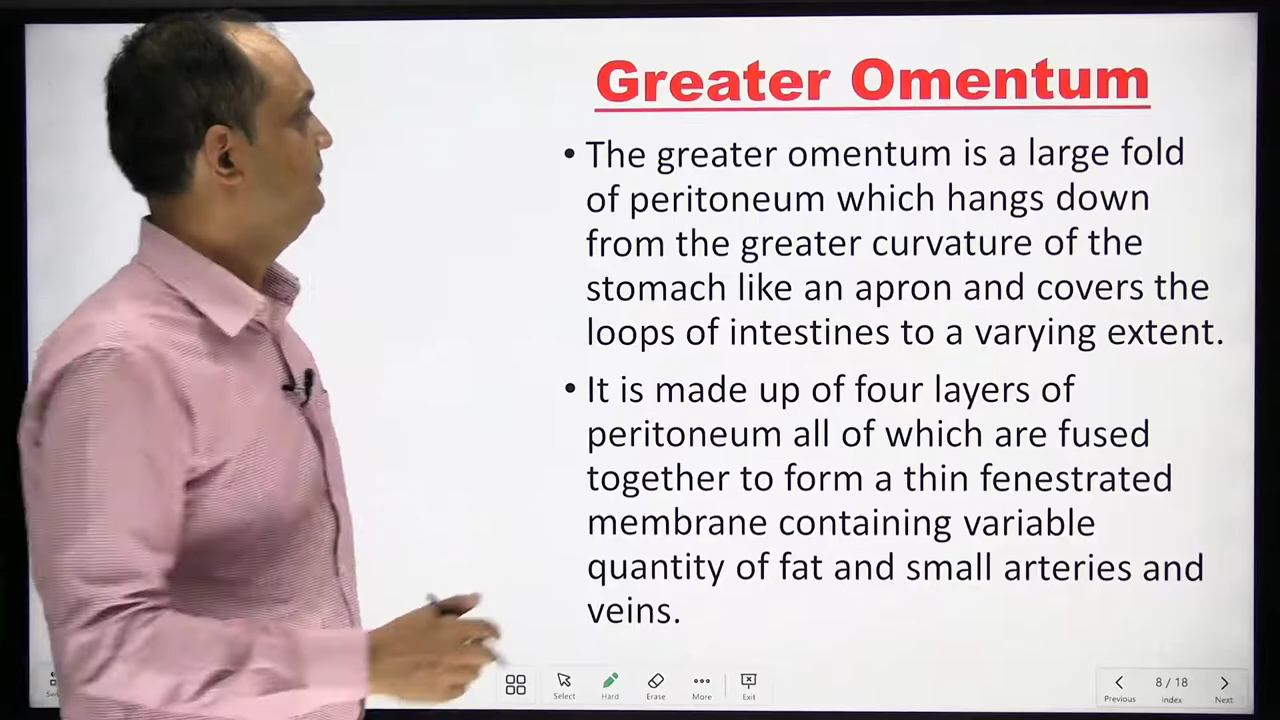 Greater Omentum
• The greater omentum is a large fold
of peritoneum which hangs down
from the greater curvature of the
stomach like an apron and covers the
loops of intestines to a varying extent.
• It is made up of four layers of
peritoneum all of which are fused
together to form a thin fenestrated
membrane containing variable
quantity of fat and small arteries and
veins.
Select Hard Erase More Exit
8 / 18
Previous Index Next